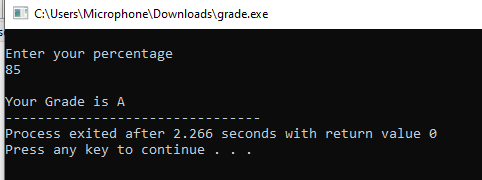 C:\Users\Microphone\Downloads\grade.exe
Enter your percentage
85
Your Grade is A
--------------------------------
Process exited after 2.266 seconds with return value 0
Press any key to continue . . .